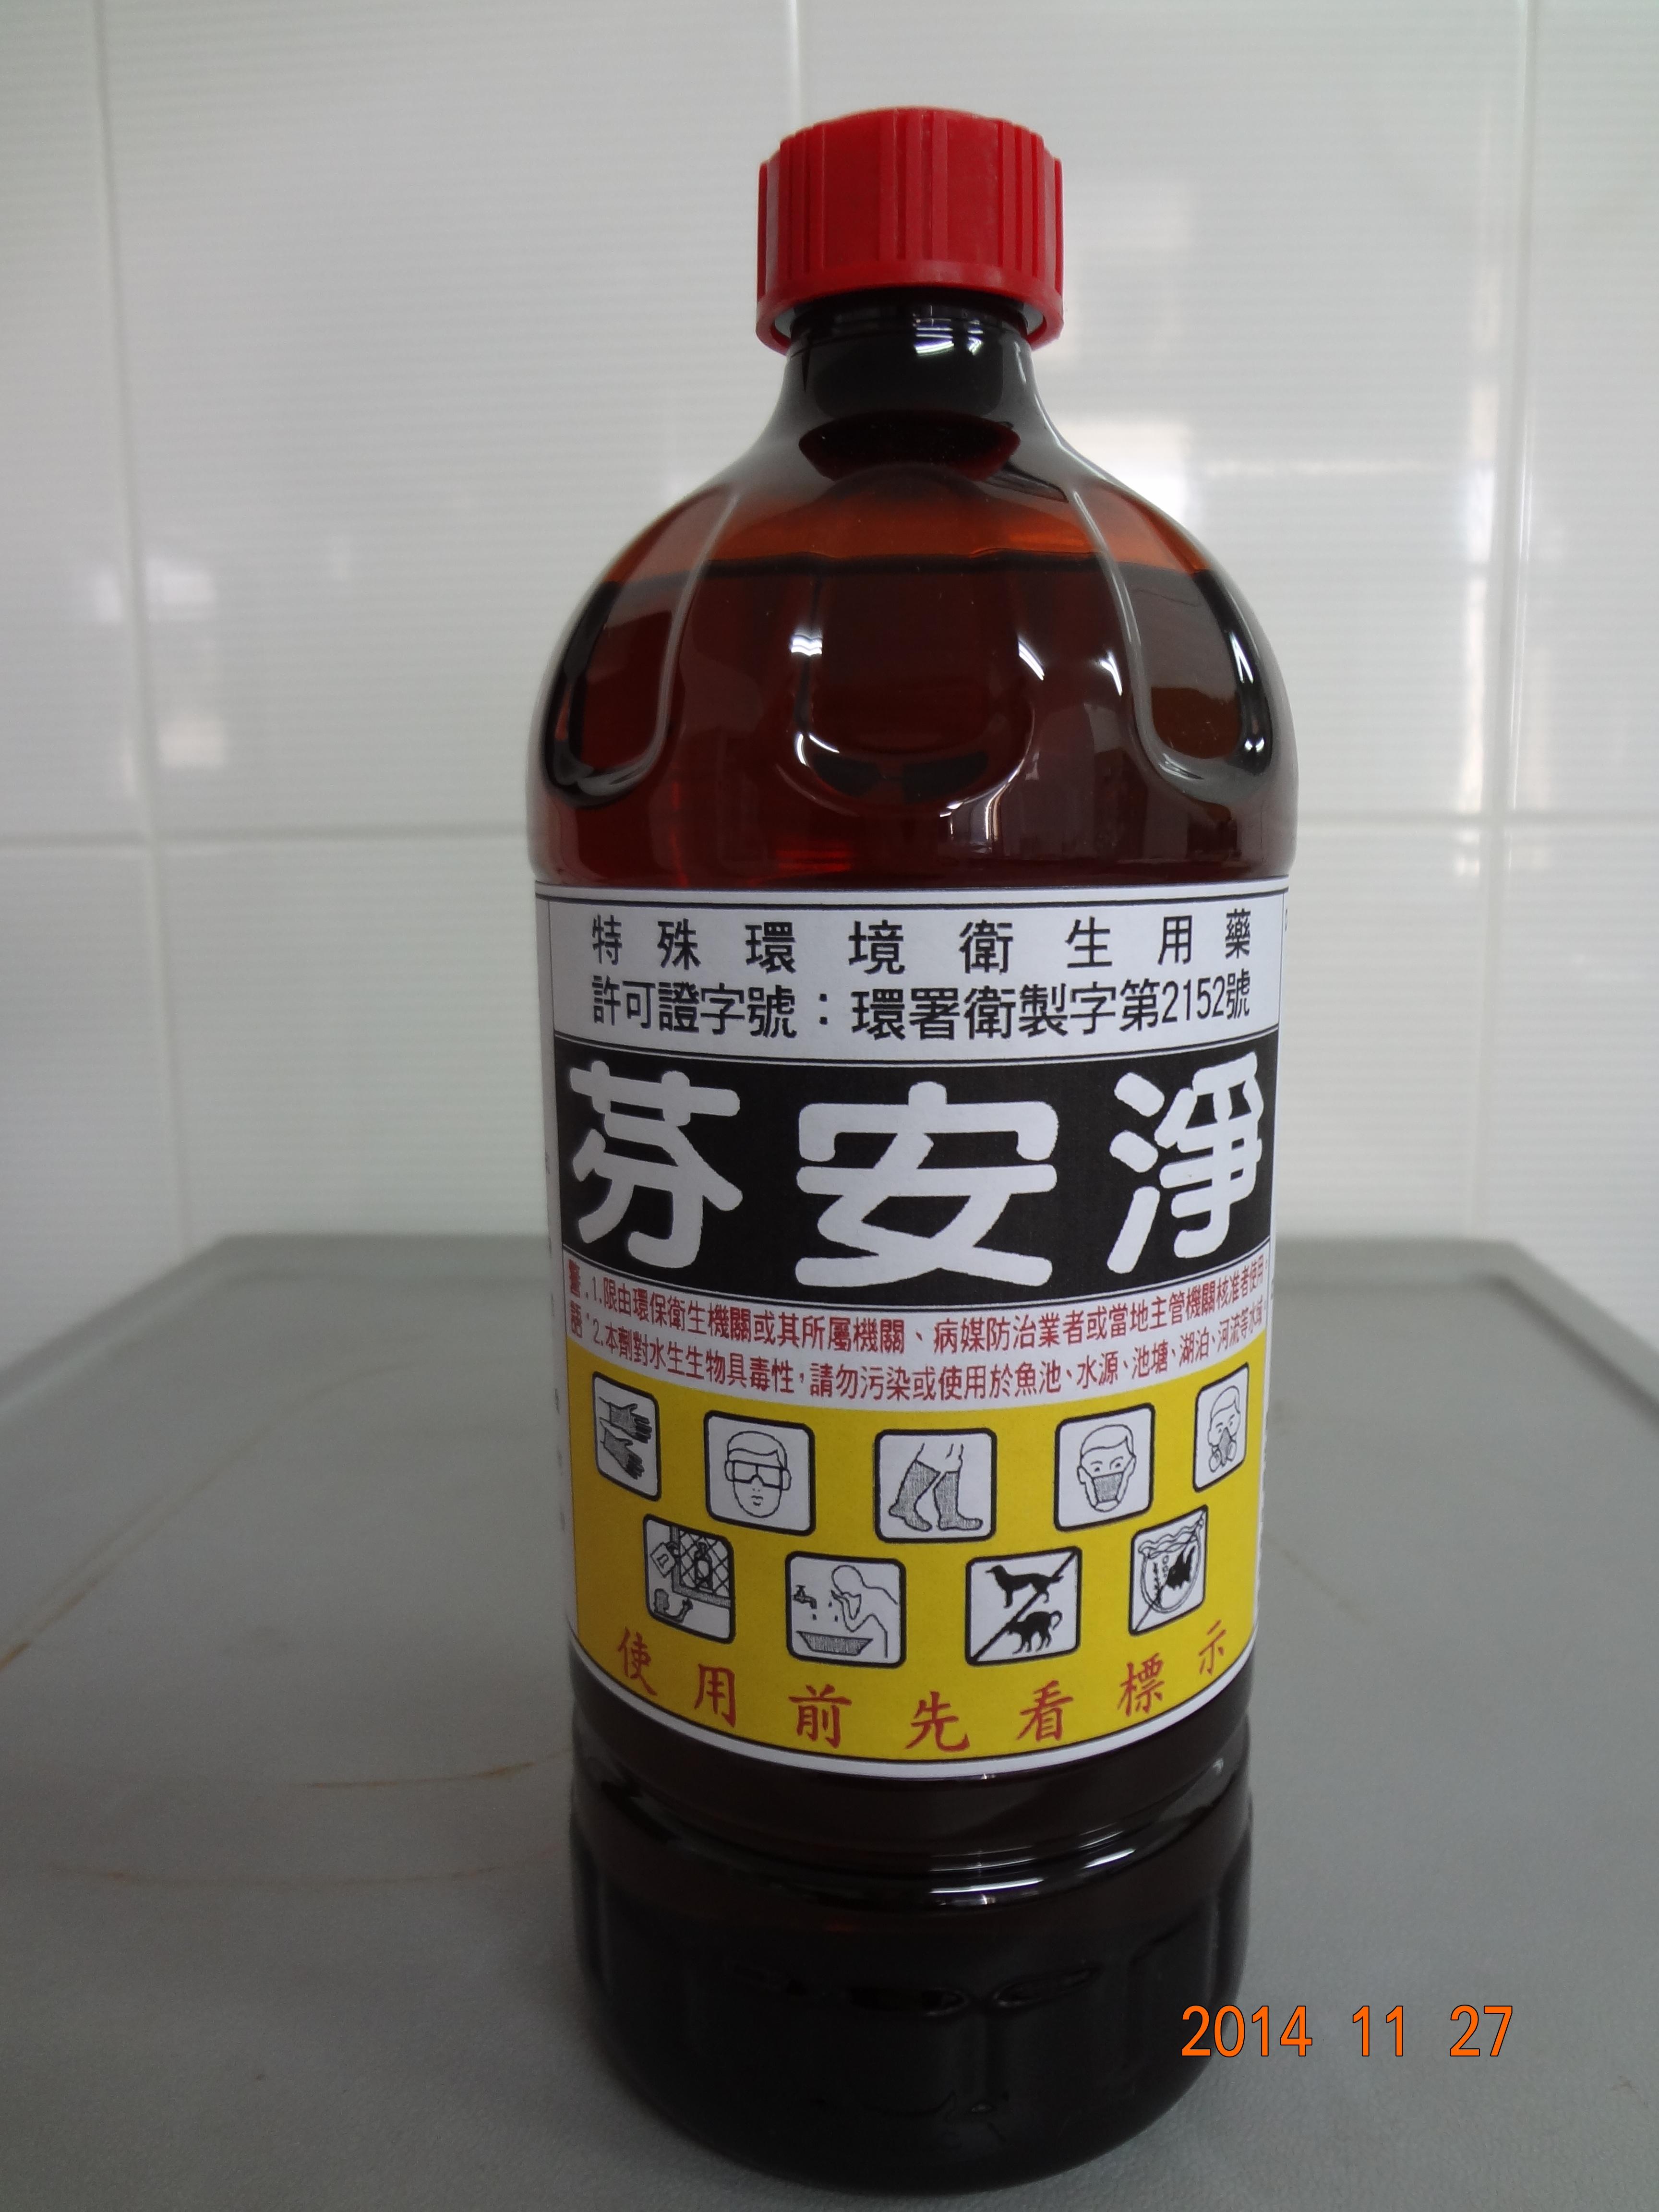 特殊環境衛生用藥
許可證字號：環署衛製字第2152號
芬安淨
警語：1.限由環保衛生機關或其所屬機關、病媒防治業者或當地主管機關核准者使用。
2.本劑對水生生物具毒性，請勿污染或使用於魚池、水源、池塘、湖泊、河流等水域。
使用前先看標示
2014 11 27